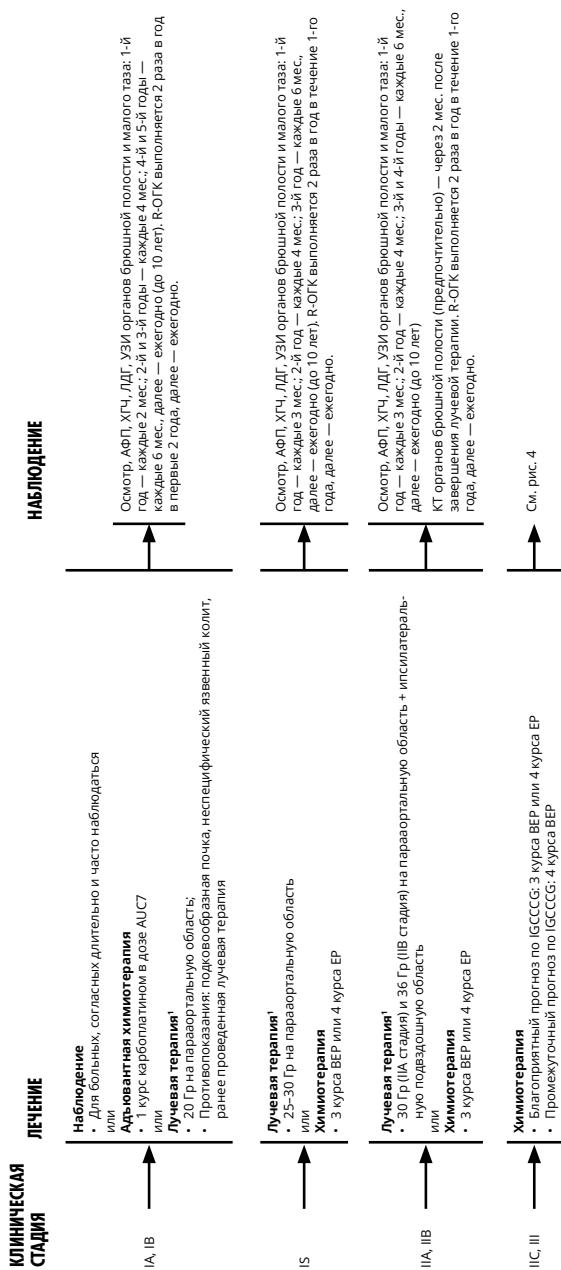 КЛИНИЧЕСКАЯ
СТАДИЯ
ЛЕЧЕНИЕ
НАБЛЮДЕНИЕ
IA, IB
Наблюдение
• Для больных, согласных длительно и часто наблюдаться
или
Адъювантная химиотерапия
• 1 курс карбоплатином в дозе AUC7
или
Лучевая терапия¹
• 20 Гр на парааортальную область;
• Противопоказания: подковообразная почка, неспецифический язвенный колит,
ранее проведенная лучевая терапия
Осмотр, АФП, ХГЧ, ЛДГ, УЗИ органов брюшной полости и малого таза: 1-й
год — каждые 2 мес.; 2-й и 3-й годы — каждые 4 мес.; 4-й и 5-й годы —
каждые 6 мес., далее — ежегодно (до 10 лет). R-ОГК выполняется 2 раза в год
в первые 2 года, далее — ежегодно.
IS
Лучевая терапия¹
• 25–30 Гр на парааортальную область
или
Химиотерапия
• 3 курса BEP или 4 курса EP
Осмотр, АФП, ХГЧ, ЛДГ, УЗИ органов брюшной полости и малого таза: 1-й
год — каждые 3 мес.; 2-й год — каждые 4 мес.; 3-й год — каждые 6 мес.,
далее — ежегодно (до 10 лет). R-ОГК выполняется 2 раза в год в течение 1-го
года, далее — ежегодно.
IIA, IIB
Лучевая терапия¹
• 30 Гр (IIA стадия) и 36 Гр (IIB стадия) на парааортальную область + ипсилатераль-
ную подвздошную область
или
Химиотерапия
• 3 курса BEP или 4 курса EP
Осмотр, АФП, ХГЧ, ЛДГ, УЗИ органов брюшной полости и малого таза: 1-й
год — каждые 3 мес.; 2-й год — каждые 4 мес.; 3-й и 4-й годы — каждые 6 мес.,
далее — ежегодно (до 10 лет)
КТ органов брюшной полости (предпочтительно) — через 2 мес. после
завершения лучевой терапии. R-ОГК выполняется 2 раза в год в течение 1-го
года, далее — ежегодно.
IIC, III
Химиотерапия
• Благоприятный прогноз по IGCCCG: 3 курса BEP или 4 курса EP
• Промежуточный прогноз по IGCCCG: 4 курса BEP
См. рис. 4